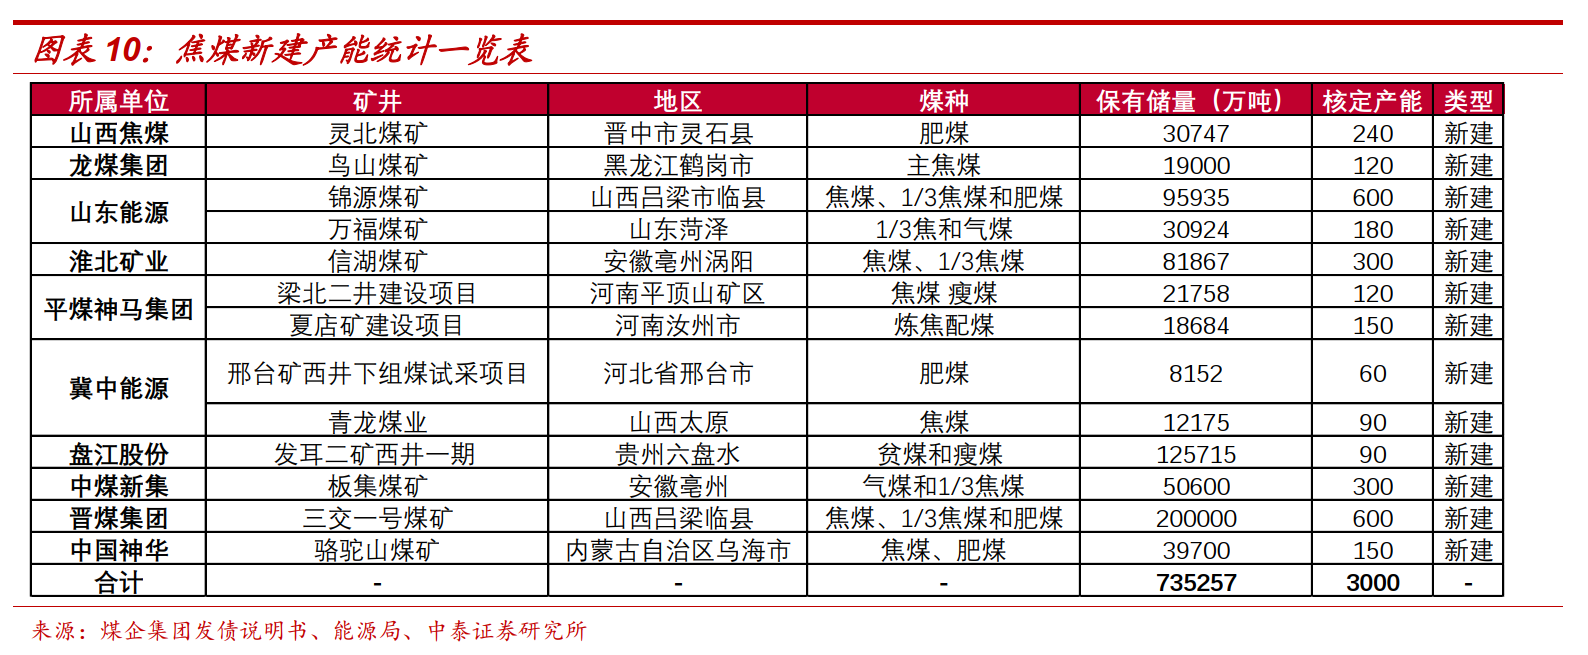 图表 10：焦煤新建产能统计一览表
所属单位 矿井 地区 煤种 保有储量（万吨） 核定产能 类型
山西焦煤 灵北煤矿 晋中市灵石县 肥煤 30747 240 新建
龙煤集团 鸟山煤矿 黑龙江鹤岗市 主焦煤 19000 120 新建
山东能源 锦源煤矿 山西吕梁市临县 焦煤、1/3焦煤和肥煤 95935 600 新建
万福煤矿 山东菏泽 1/3焦和气煤 30924 180 新建
淮北矿业 信湖煤矿 安徽亳州涡阳 焦煤、1/3焦煤 81867 300 新建
平煤神马集团 梁北二井建设项目 河南平顶山矿区 焦煤 瘦煤 21758 120 新建
夏店矿建设项目 河南汝州市 炼焦配煤 18684 150 新建
冀中能源 邢台矿西井下组煤试采项目 河北省邢台市 肥煤 8152 60 新建
青龙煤业 山西太原 焦煤 12175 90 新建
盘江股份 发耳二矿西井一期 贵州六盘水 贫煤和瘦煤 125715 90 新建
中煤新集 板集煤矿 安徽亳州 气煤和1/3焦煤 50600 300 新建
晋煤集团 三交一号煤矿 山西吕梁临县 焦煤、1/3焦煤和肥煤 200000 600 新建
中国神华 骆驼山煤矿 内蒙古自治区乌海市 焦煤、肥煤 39700 150 新建
合计 - - - 735257 3000 -
来源：煤企集团发债说明书、能源局、中泰证券研究所